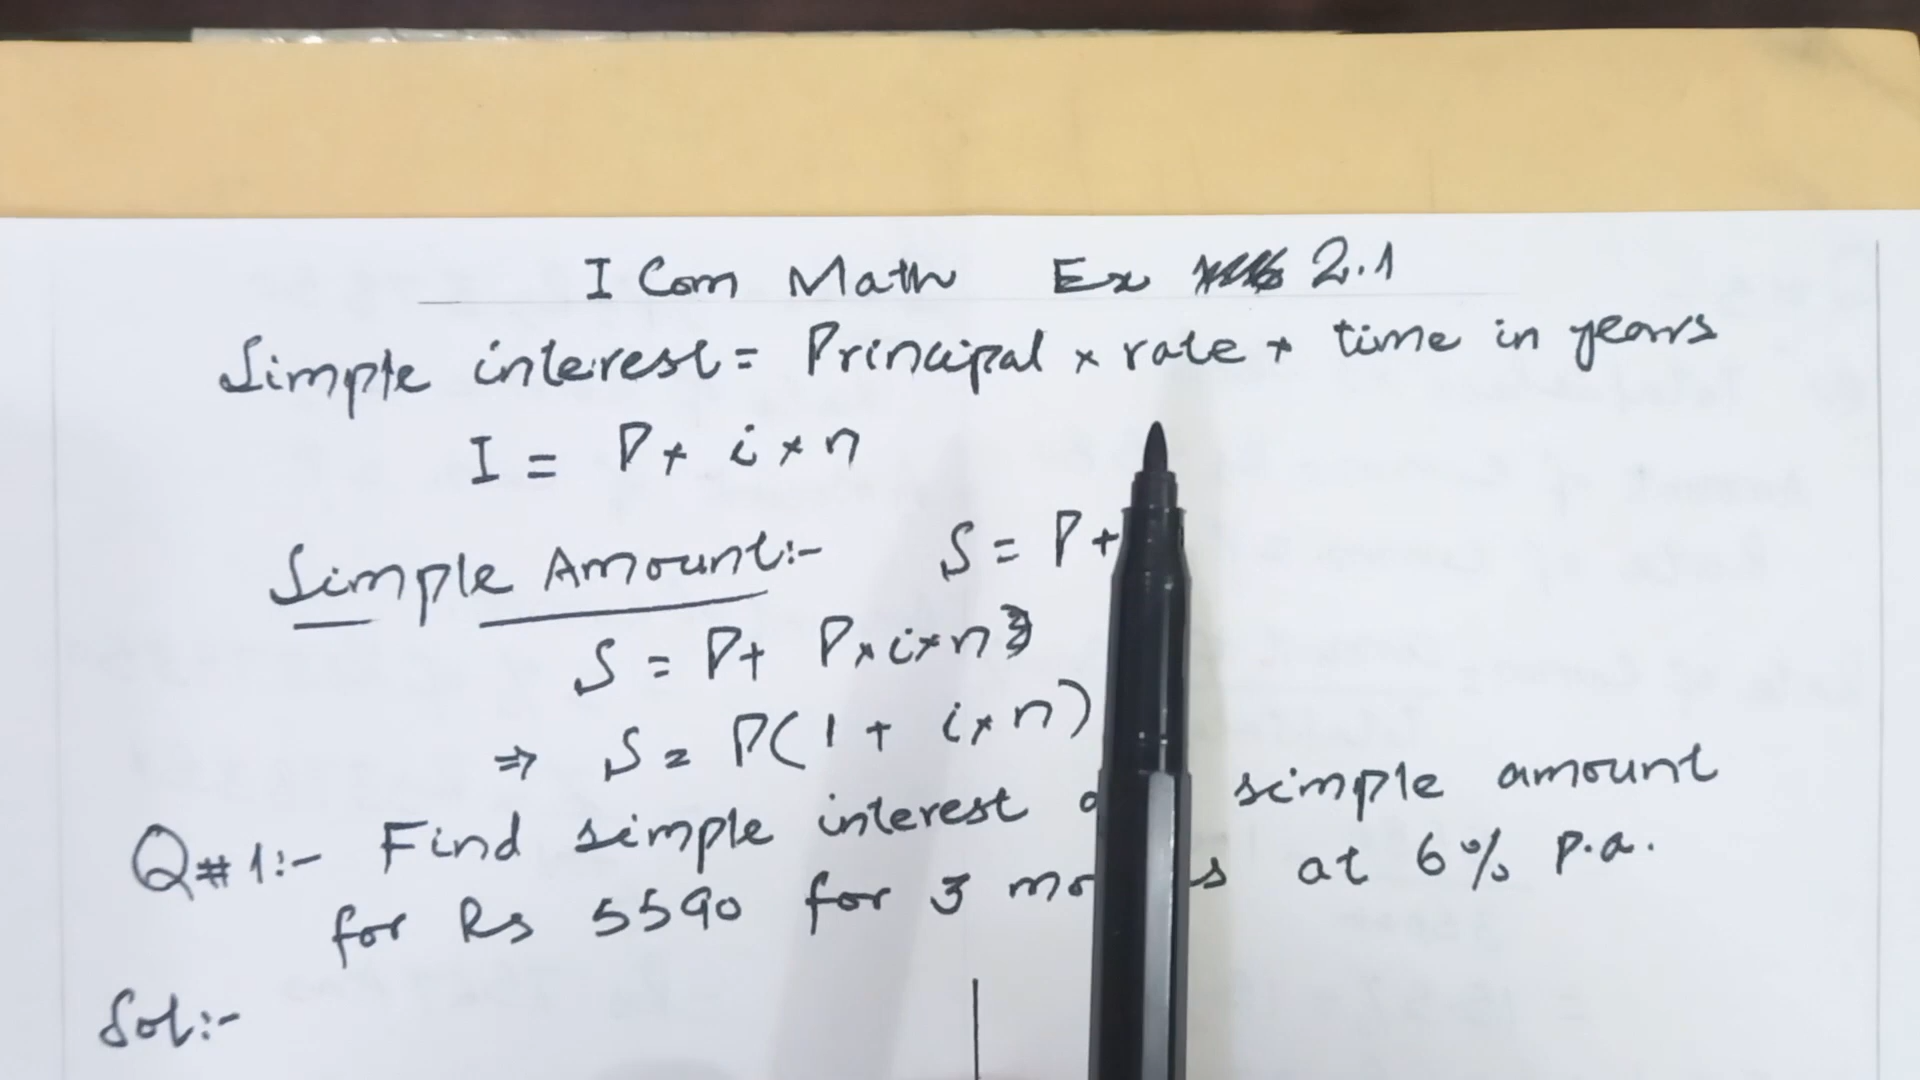 I Com Math Ex 2.1
Simple interest = Principal × rate × time in years
I = P × i × n
Simple Amount:- S = P +
S = P + P × i × n
⇒ S = P(1 + i × n)
Q#1:- Find simple interest simple amount
for Rs 5590 for 3 at 6% p.a.
Sol:-